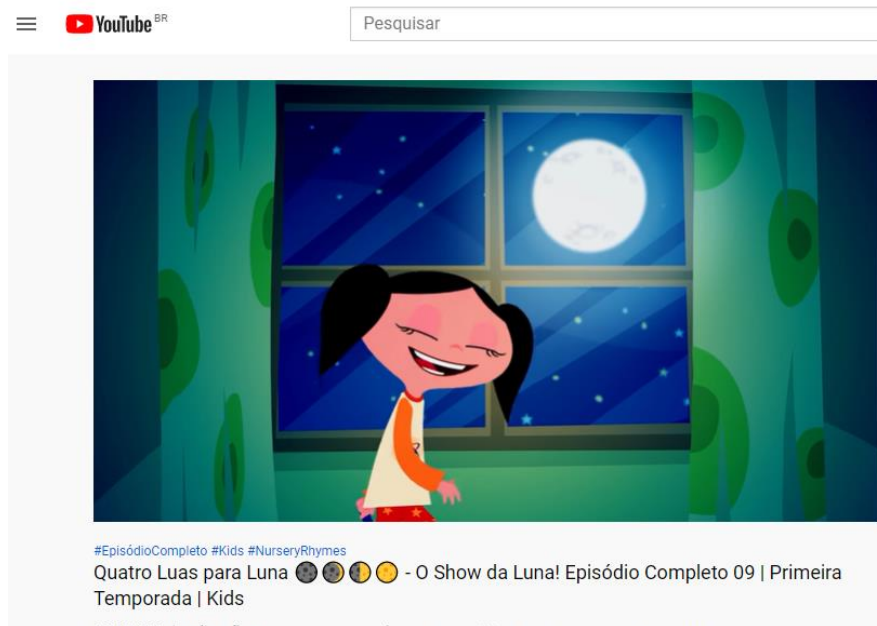 YouTube BR
Pesquisar
#EpisódioCompleto #Kids #NurseryRhymes
Quatro Luas para Luna 🌑🌒🌓🌕 - O Show da Luna! Episódio Completo 09 | Primeira
Temporada | Kids